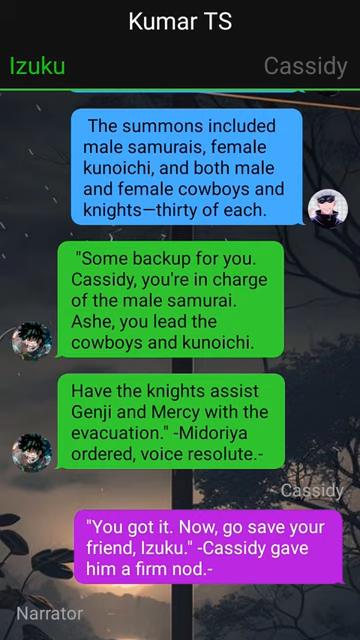 Kumar TS
Izuku
Cassidy
The summons included
male samurais, female
kunoichi, and both male
and female cowboys and
knights—thirty of each.
"Some backup for you.
Cassidy, you're in charge
of the male samurai.
Ashe, you lead the
cowboys and kunoichi.
Have the knights assist
Genji and Mercy with the
evacuation." -Midoriya
ordered, voice resolute.-
Cassidy
"You got it. Now, go save your
friend, Izuku." -Cassidy gave
him a firm nod.-
Narrator